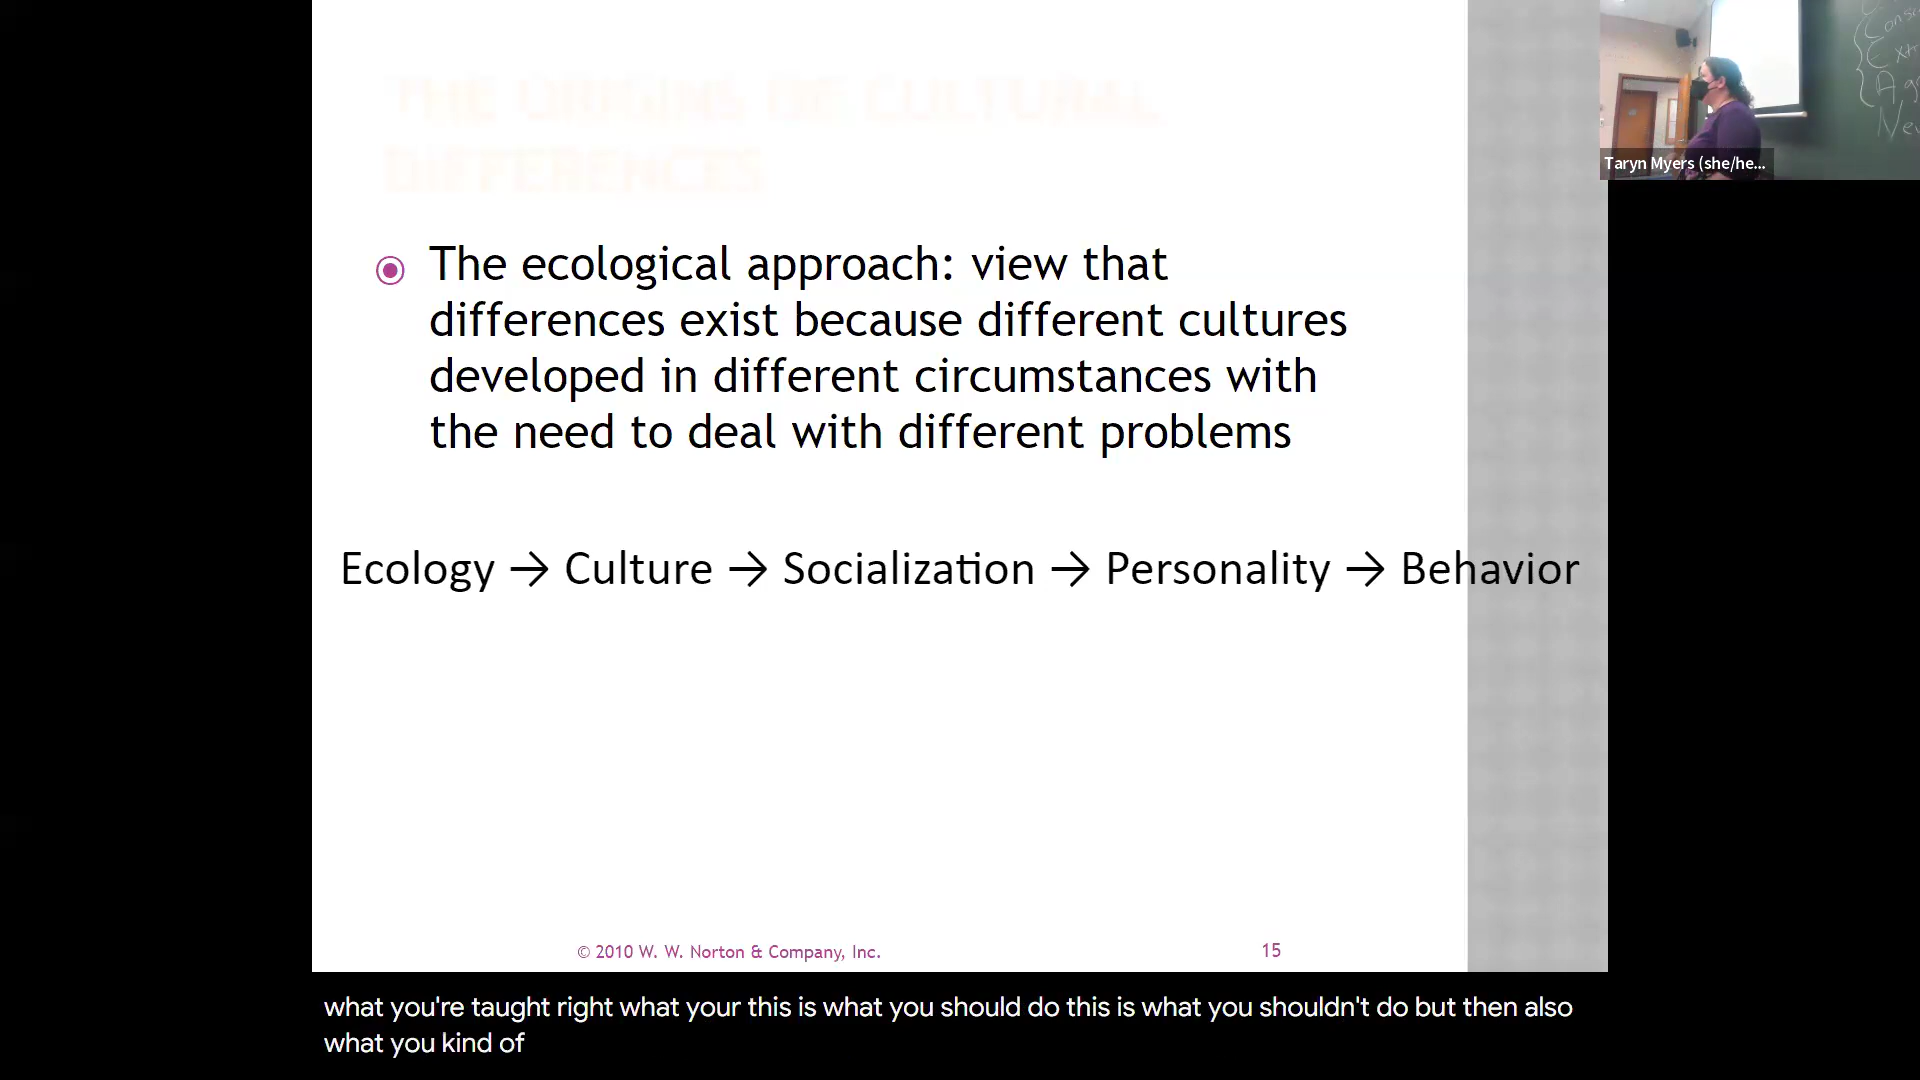 THE ORIGINS OF CULTURAL
DIFFERENCES
The ecological approach: view that
differences exist because different cultures
developed in different circumstances with
the need to deal with different problems
Ecology → Culture → Socialization → Personality → Behavior
© 2010 W. W. Norton & Company, Inc.
15
Taryn Myers (she/he...
what you're taught right what your this is what you should do this is what you shouldn't do but then also
what you kind of